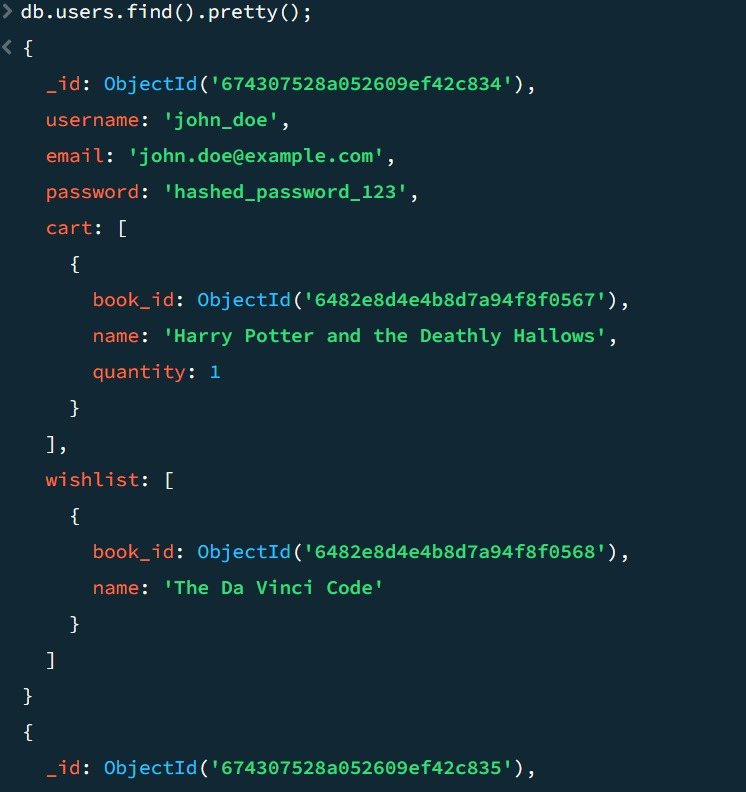 > db.users.find().pretty();
< {
_id: ObjectId('674307528a052609ef42c834'),
username: 'john_doe',
email: 'john.doe@example.com',
password: 'hashed_password_123',
cart: [
{
book_id: ObjectId('6482e8d4e4b8d7a94f8f0567'),
name: 'Harry Potter and the Deathly Hallows',
quantity: 1
}
],
wishlist: [
{
book_id: ObjectId('6482e8d4e4b8d7a94f8f0568'),
name: 'The Da Vinci Code'
}
]
}
{
_id: ObjectId('674307528a052609ef42c835'),